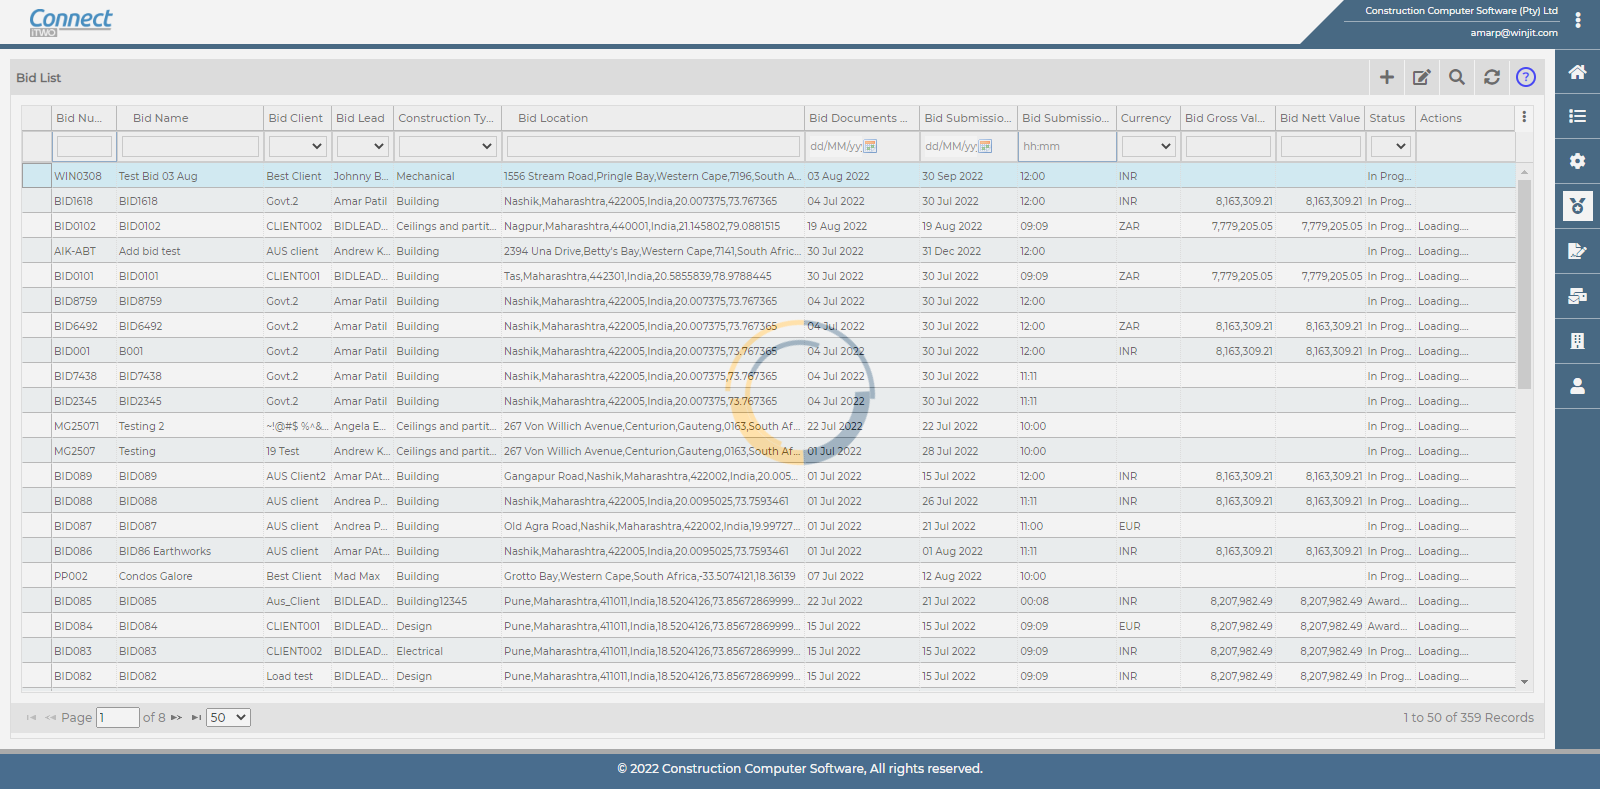 Connect
iTWO
Construction Computer Software (Pty) Ltd
amarp@winjit.com
Bid List
Bid Nu... Bid Name Bid Client Bid Lead Construction Ty... Bid Location Bid Documents ... Bid Submissio... Bid Submissio... Currency Bid Gross Val... Bid Nett Value Status Actions
dd/MM/yy dd/MM/yy hh:mm
WIN0308 Test Bid 03 Aug Best Client Johnny B... Mechanical 1556 Stream Road,Pringle Bay,Western Cape,7196,South A... 03 Aug 2022 30 Sep 2022 12:00 INR In Prog...
BID1618 BID1618 Govt.2 Amar Patil Building Nashik,Maharashtra,422005,India,20.007375,73.767365 04 Jul 2022 30 Jul 2022 12:00 INR 8,163,309.21 8,163,309.21 In Prog...
BID0102 BID0102 CLIENT002 BIDLEAD... Ceilings and partit... Nagpur,Maharashtra,440001,India,21.145802,79.0881515 19 Aug 2022 19 Aug 2022 09:09 ZAR 7,779,205.05 7,779,205.05 In Prog... Loading....
AIK-ABT Add bid test AUS client Andrew K... Building 2394 Una Drive,Betty's Bay,Western Cape,7141,South Afric... 30 Jul 2022 31 Dec 2022 12:00 In Prog... Loading....
BID0101 BID0101 CLIENT001 BIDLEAD... Building Tas,Maharashtra,442301,India,20.5855839,78.9788445 30 Jul 2022 30 Jul 2022 09:09 ZAR 7,779,205.05 7,779,205.05 In Prog... Loading....
BID8759 BID8759 Govt.2 Amar Patil Building Nashik,Maharashtra,422005,India,20.007375,73.767365 04 Jul 2022 30 Jul 2022 12:00 In Prog... Loading....
BID6492 BID6492 Govt.2 Amar Patil Building Nashik,Maharashtra,422005,India,20.007375,73.767365 04 Jul 2022 30 Jul 2022 12:00 ZAR 8,163,309.21 8,163,309.21 In Prog... Loading....
BID001 B001 Govt.2 Amar Patil Building Nashik,Maharashtra,422005,India,20.007375,73.767365 04 Jul 2022 30 Jul 2022 12:00 INR 8,163,309.21 8,163,309.21 In Prog... Loading....
BID7438 BID7438 Govt.2 Amar Patil Building Nashik,Maharashtra,422005,India,20.007375,73.767365 04 Jul 2022 30 Jul 2022 11:11 In Prog... Loading....
BID2345 BID2345 Govt.2 Amar Patil Building Nashik,Maharashtra,422005,India,20.007375,73.767365 04 Jul 2022 30 Jul 2022 11:11 In Prog... Loading....
MG25071 Testing 2 ~!@#$ %^&... Angela E... Ceilings and partit... 267 Von Willich Avenue,Centurion,Gauteng,0163,South Af... 22 Jul 2022 22 Jul 2022 10:00 In Prog... Loading....
MG2507 Testing 19 Test Andrew K... Ceilings and partit... 267 Von Willich Avenue,Centurion,Gauteng,0163,South Af... 01 Jul 2022 28 Jul 2022 10:00 In Prog... Loading....
BID089 BID089 AUS Client2 Amar PAt... Building Gangapur Road,Nashik,Maharashtra,422002,India,20.005... 01 Jul 2022 15 Jul 2022 12:00 INR 8,163,309.21 8,163,309.21 In Prog... Loading....
BID088 BID088 AUS client Andrea P... Building Nashik,Maharashtra,422005,India,20.0095025,73.7593461 01 Jul 2022 26 Jul 2022 11:11 INR 8,163,309.21 8,163,309.21 In Prog... Loading....
BID087 BID087 AUS client Andrea P... Building Old Agra Road,Nashik,Maharashtra,422002,India,19.99727... 01 Jul 2022 21 Jul 2022 11:00 EUR In Prog... Loading....
BID086 BID86 Earthworks AUS client Amar PAt... Building Nashik,Maharashtra,422005,India,20.0095025,73.7593461 01 Jul 2022 01 Aug 2022 11:11 INR 8,163,309.21 8,163,309.21 In Prog... Loading....
PP002 Condos Galore Best Client Mad Max Building Grotto Bay,Western Cape,South Africa,-33.5074121,18.36139 07 Jul 2022 12 Aug 2022 10:00 In Prog... Loading....
BID085 BID085 Aus_Client BIDLEAD... Building12345 Pune,Maharashtra,411011,India,18.5204126,73.85672869999... 22 Jul 2022 21 Jul 2022 00:08 INR 8,207,982.49 8,207,982.49 Award... Loading....
BID084 BID084 CLIENT001 BIDLEAD... Design Pune,Maharashtra,411011,India,18.5204126,73.85672869999... 15 Jul 2022 15 Jul 2022 09:09 EUR 8,207,982.49 8,207,982.49 Award... Loading....
BID083 BID083 CLIENT002 BIDLEAD... Electrical Pune,Maharashtra,411011,India,18.5204126,73.85672869999... 15 Jul 2022 15 Jul 2022 09:09 INR 8,207,982.49 8,207,982.49 In Prog... Loading....
BID082 BID082 Load test BIDLEAD... Design Pune,Maharashtra,411011,India,18.5204126,73.85672869999... 15 Jul 2022 15 Jul 2022 09:09 INR 8,207,982.49 8,207,982.49 In Prog... Loading....
Page 1 of 8 50 1 to 50 of 359 Records
© 2022 Construction Computer Software, All rights reserved.